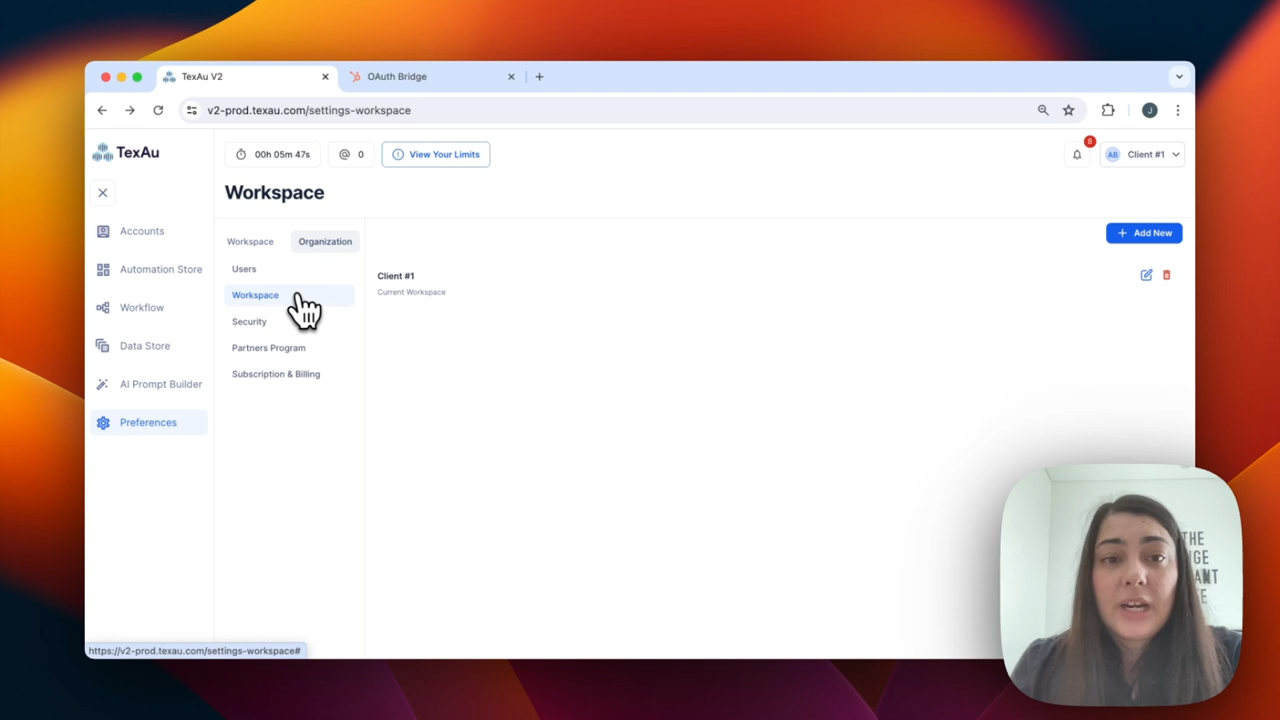 TexAu V2
OAuth Bridge
v2-prod.texau.com/settings-workspace
J
TexAu
00h 05m 47s
0
View Your Limits
8
AB
Client #1
Workspace
Accounts
Automation Store
Workflow
Data Store
AI Prompt Builder
Preferences
Workspace
Organization
Users
Workspace
Security
Partners Program
Subscription & Billing
Add New
Client #1
Current Workspace
THE
https://v2-prod.texau.com/settings-workspace#